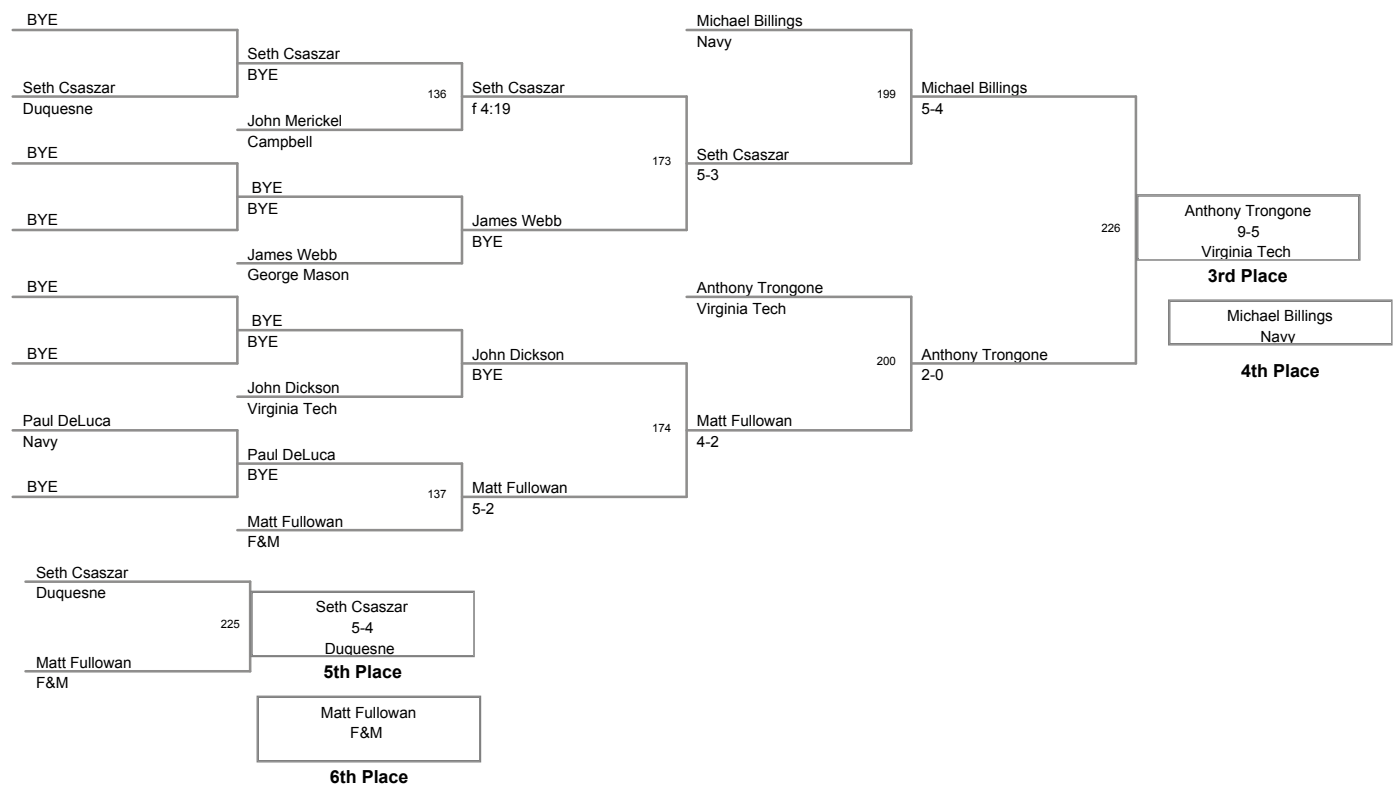 BYE
Seth Csaszar
Duquesne
BYE
BYE
BYE
BYE
Paul DeLuca
Navy
BYE
Seth Csaszar
BYE
John Merickel
Campbell
BYE
BYE
James Webb
George Mason
BYE
BYE
John Dickson
Virginia Tech
Paul DeLuca
BYE
Matt Fullowan
F&M
136
137
Seth Csaszar
f 4:19
James Webb
BYE
John Dickson
BYE
Matt Fullowan
5-2
173
174
Michael Billings
Navy
Seth Csaszar
5-3
Anthony Trongone
Virginia Tech
Matt Fullowan
4-2
199
200
Michael Billings
5-4
Anthony Trongone
2-0
226
Anthony Trongone
9-5
Virginia Tech
3rd Place
Michael Billings
Navy
4th Place
Seth Csaszar
Duquesne
225
Matt Fullowan
F&M
Seth Csaszar
5-4
Duquesne
5th Place
Matt Fullowan
F&M
6th Place